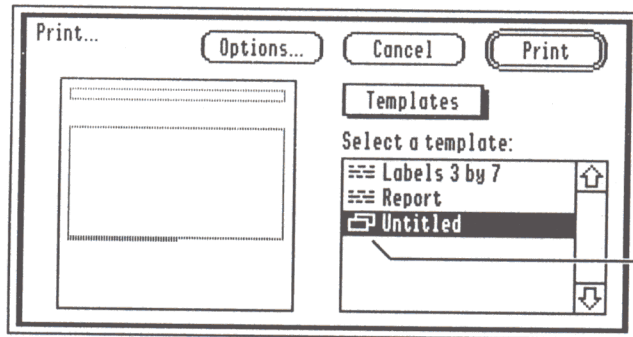 Print...
Options... Cancel Print
Templates
Select a template:
Labels 3 by 7
Report
Untitled